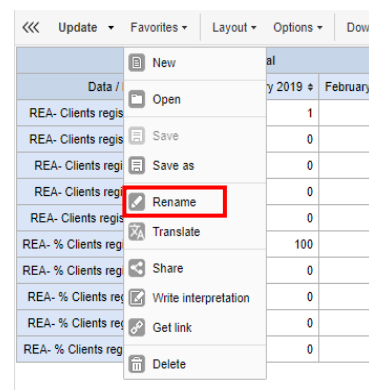 Update Favorites Layout Options Dow
New al
Data / y 2019 February
Open
REA- Clients regis 1
REA- Clients regis Save 0
REA- Clients regi Save as 0
REA- Clients regi Rename 0
REA- Clients regis 0
Translate
REA- % Clients reg 100
REA- % Clients reg Share 0
REA- % Clients reg Write interpretation 0
REA- % Clients reg Get link 0
REA- % Clients reg 0
Delete